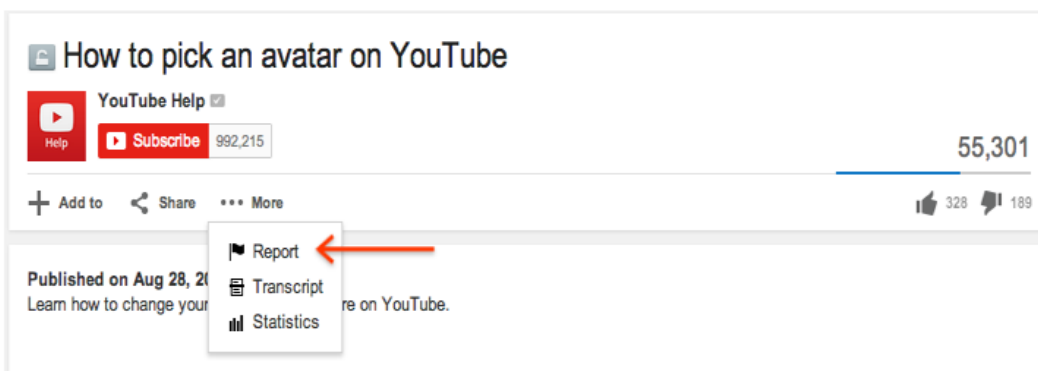 How to pick an avatar on YouTube
YouTube Help
Help
Subscribe 992,215
55,301
Add to Share More
328 189
Report
Transcript
Statistics
Published on Aug 28,
Learn how to change your re on YouTube.